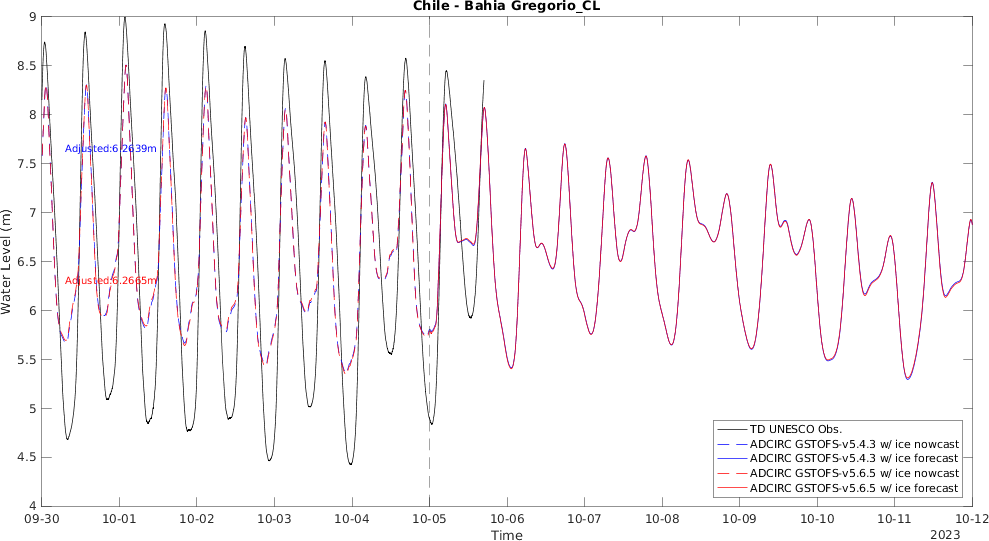 Chile - Bahia Gregorio_CL
Water Level (m)
9
8.5
8
7.5
7
6.5
6
5.5
5
4.5
4
Adjusted:6.2639m
Adjusted:6.2665m
TD UNESCO Obs.
ADCIRC GSTOFS-v5.4.3 w/ ice nowcast
ADCIRC GSTOFS-v5.4.3 w/ ice forecast
ADCIRC GSTOFS-v5.6.5 w/ ice nowcast
ADCIRC GSTOFS-v5.6.5 w/ ice forecast
09-30 10-01 10-02 10-03 10-04 10-05 10-06 10-07 10-08 10-09 10-10 10-11 10-12
Time
2023